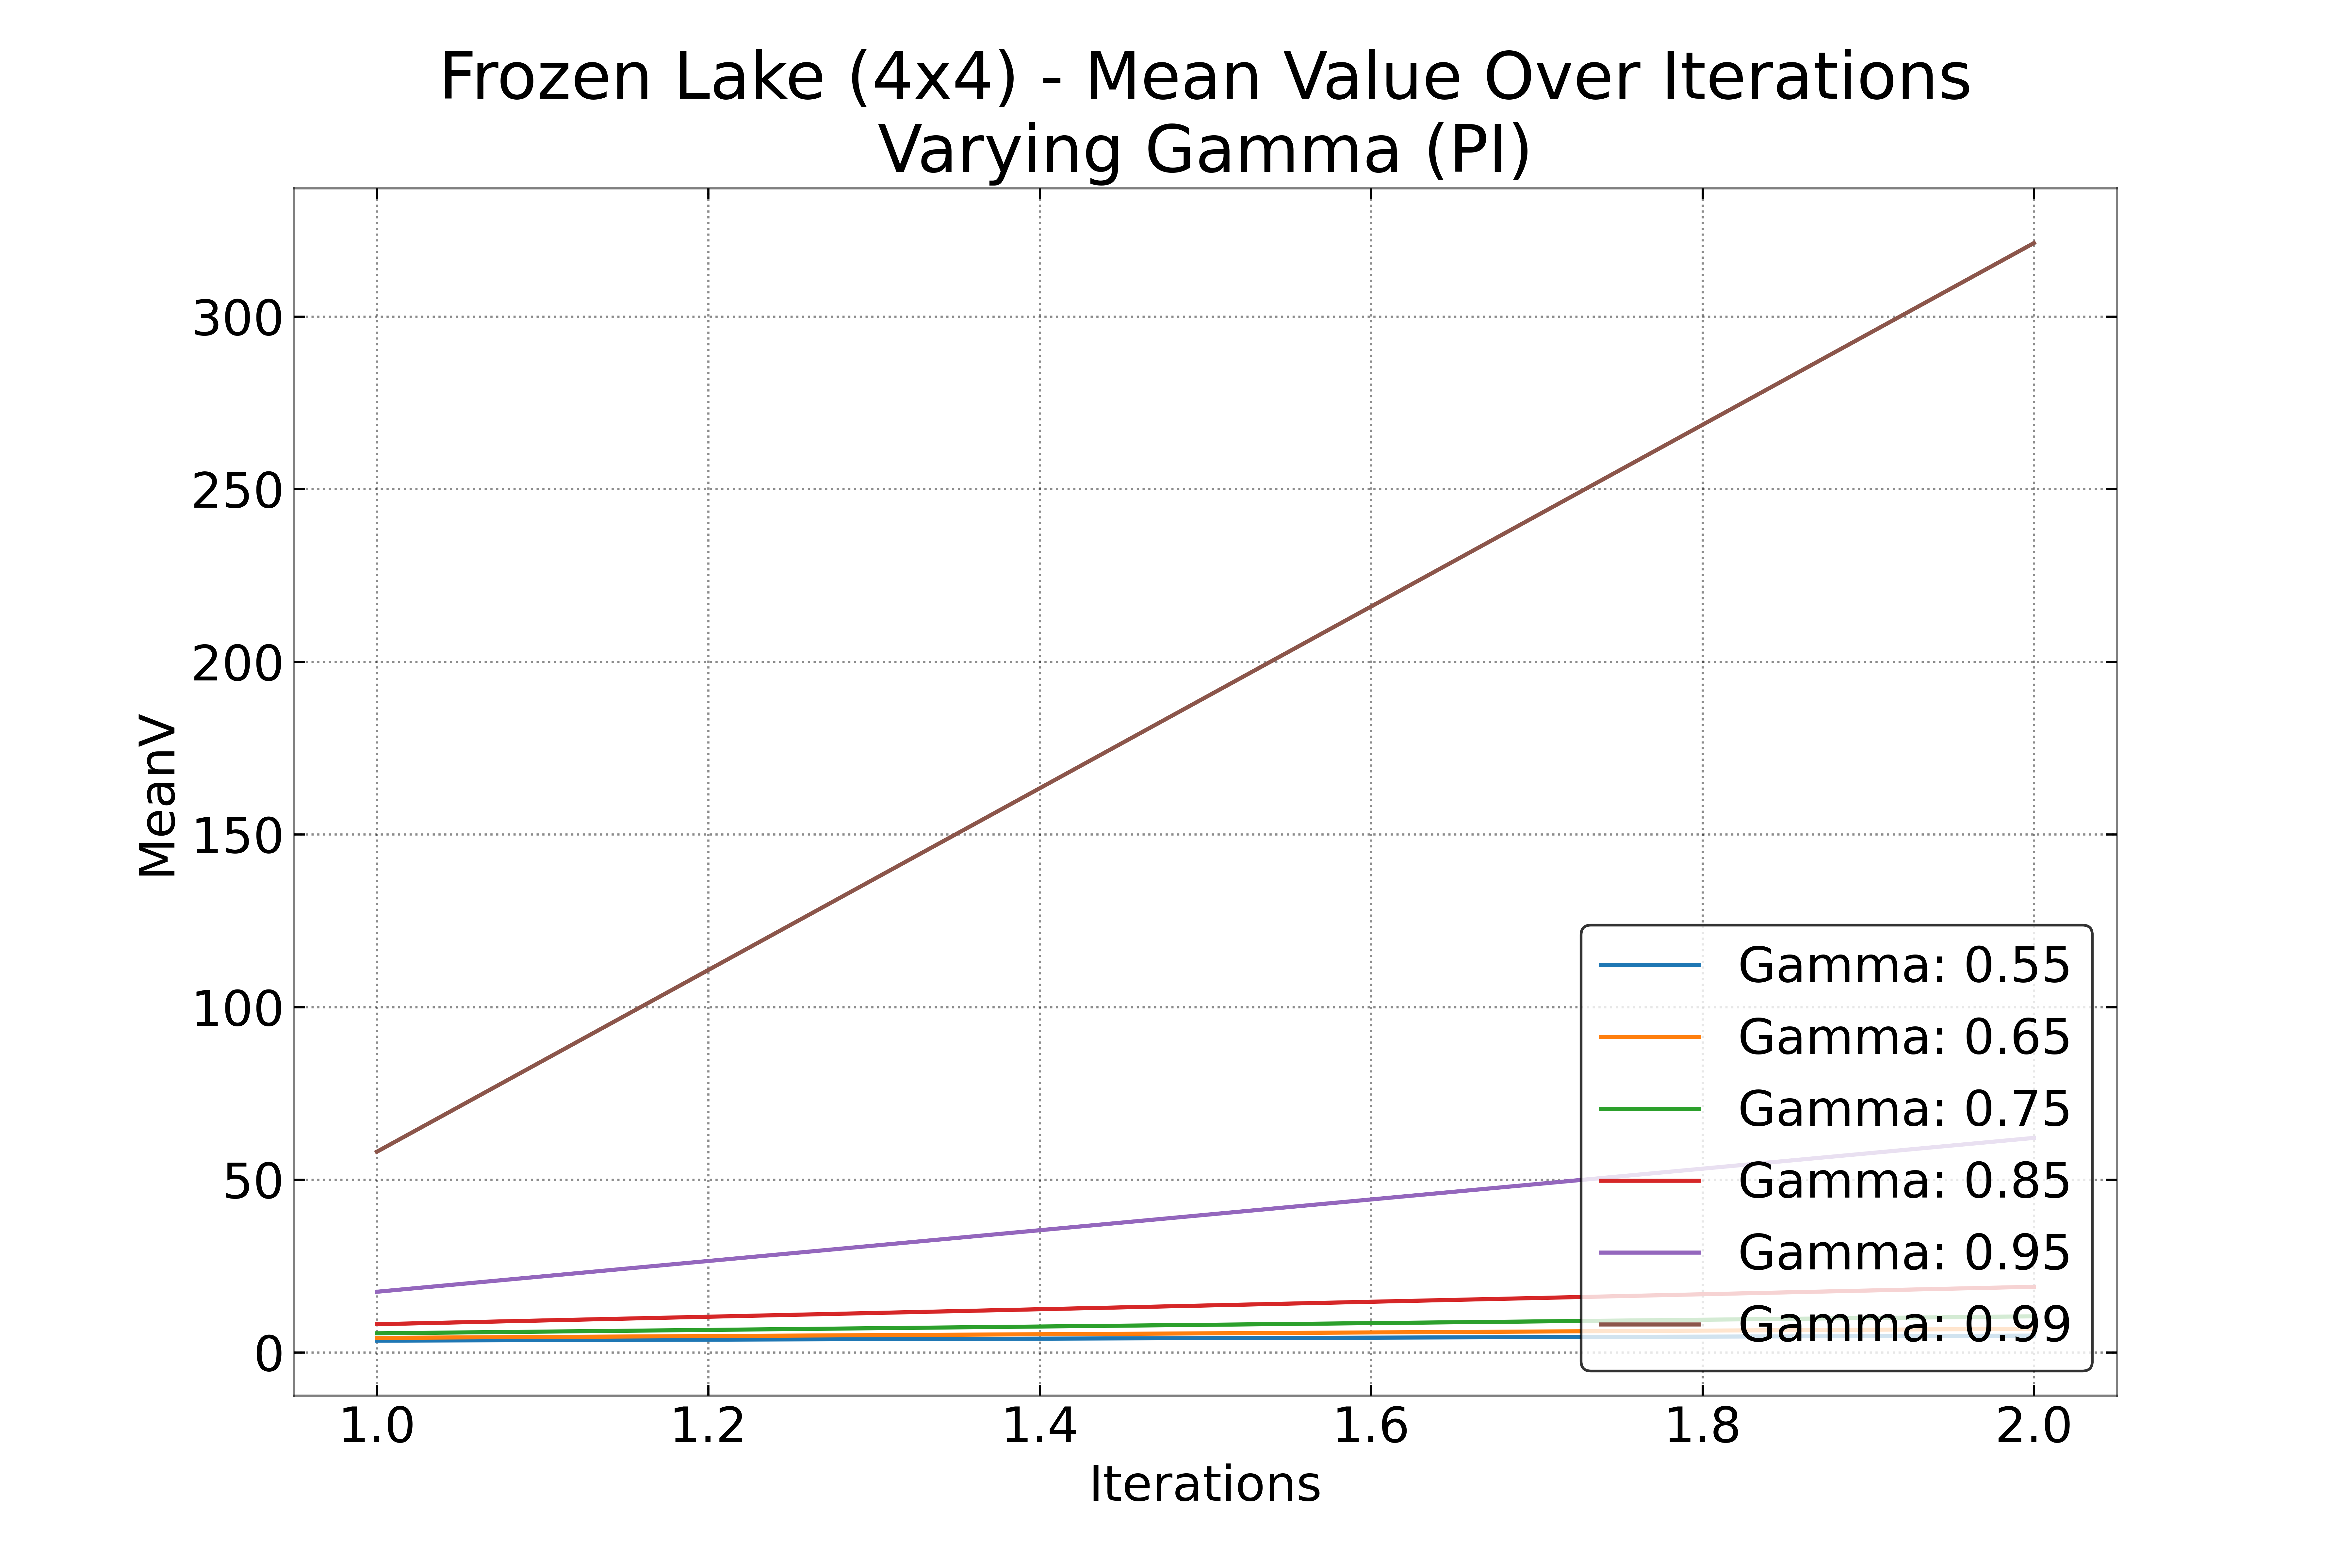 Frozen Lake (4x4) - Mean Value Over Iterations
Varying Gamma (PI)
300
250
200
150
100
50
0
MeanV
Gamma: 0.55
Gamma: 0.65
Gamma: 0.75
Gamma: 0.85
Gamma: 0.95
Gamma: 0.99
1.0 1.2 1.4 1.6 1.8 2.0
Iterations